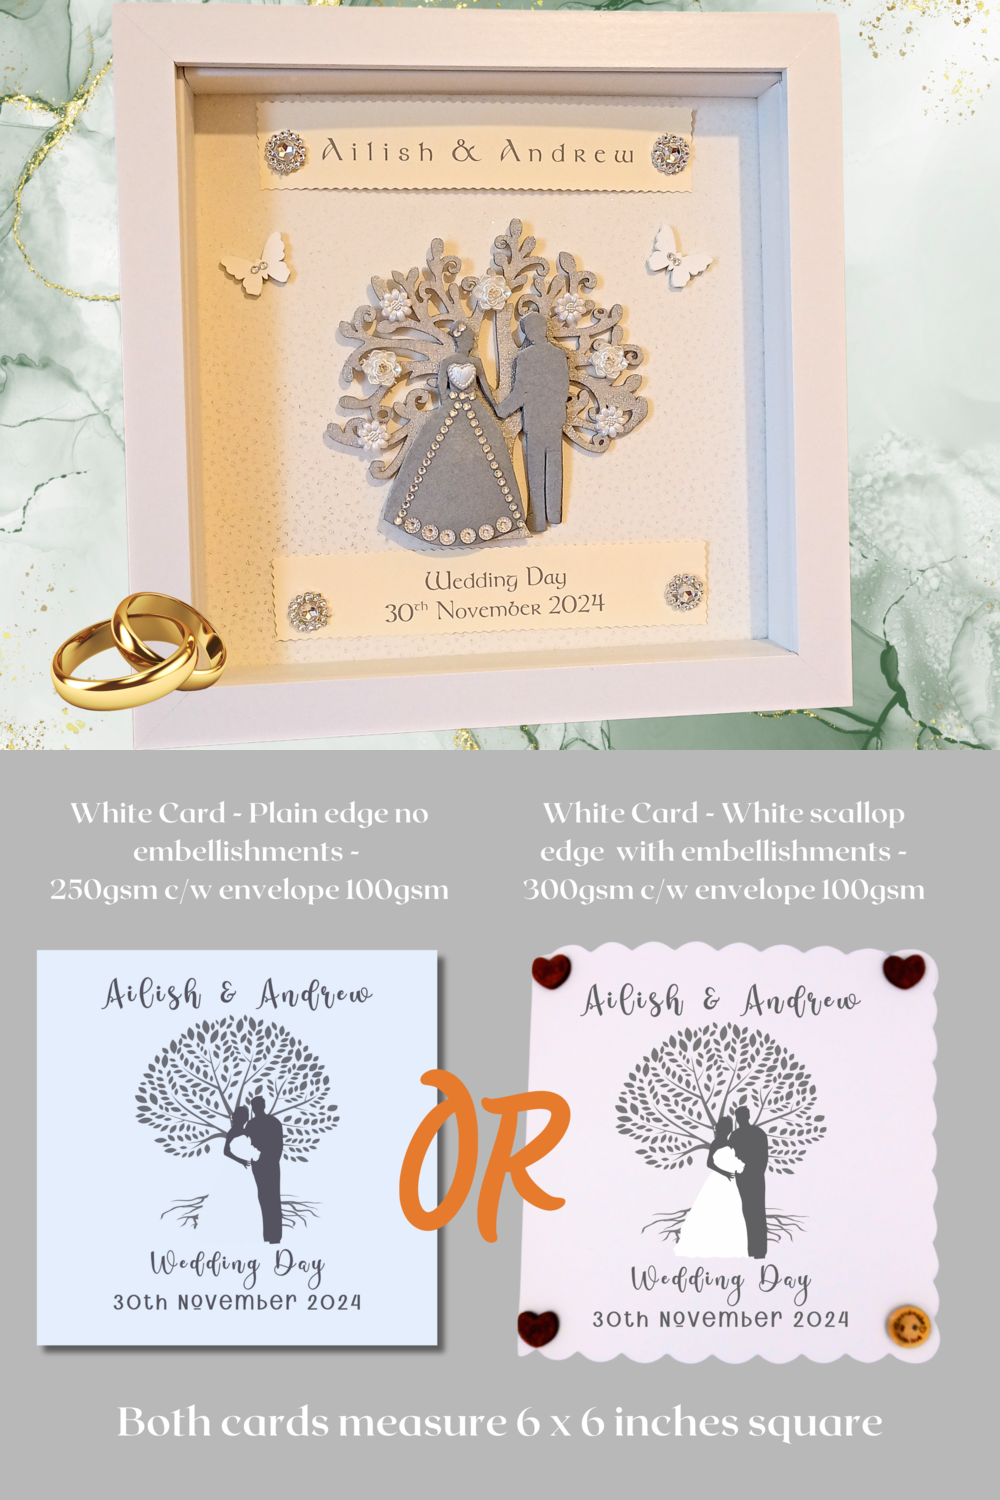 Ailish & Andrew
Wedding Day
30th November 2024
White Card - Plain edge no
embellishments -
250gsm c/w envelope 100gsm
White Card - White scallop
edge with embellishments -
300gsm c/w envelope 100gsm
Ailish & Andrew
Wedding Day
30th November 2024
OR
Ailish & Andrew
Wedding Day
30th November 2024
Both cards measure 6 x 6 inches square